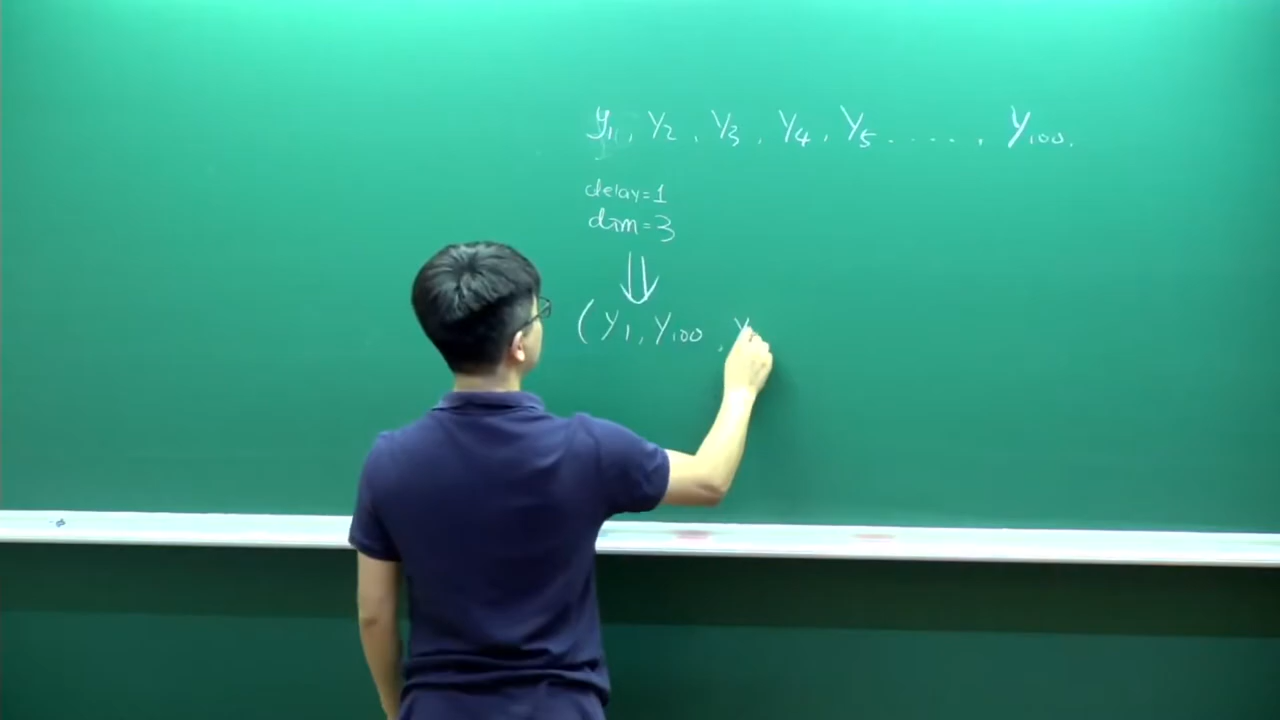 y₁, y₂, y₃, y₄, y₅ ....., y₁₀₀.
delay=1
dim=3
⇓
(y₁, y₁₀₀, y